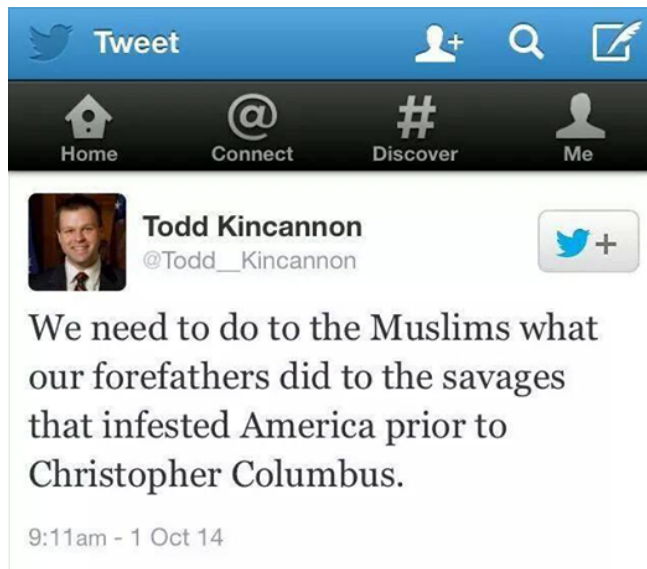 Tweet
Home
Connect
Discover
Me
Todd Kincannon
@Todd__Kincannon
We need to do to the Muslims what
our forefathers did to the savages
that infested America prior to
Christopher Columbus.
9:11am - 1 Oct 14